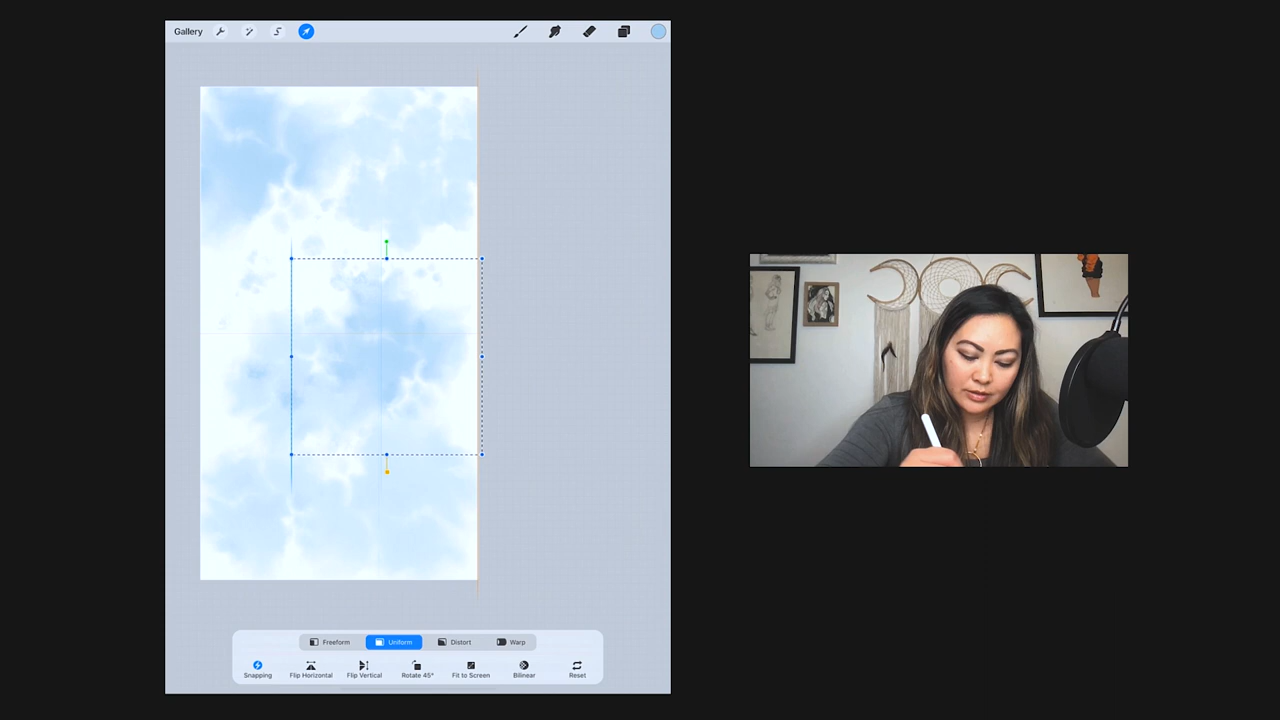 Gallery
Freeform Uniform Distort Warp
Snapping Flip Horizontal Flip Vertical Rotate 45° Fit to Screen Bilinear Reset